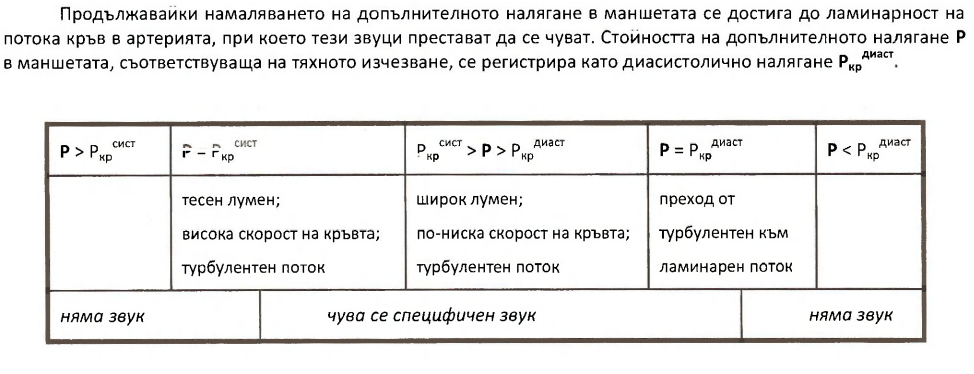 Продължавайки намаляването на допълнителното налягане в маншетата се достига до ламинарност на
потока кръв в артерията, при което тези звуци престават да се чуват. Стойността на допълнителното налягане P
в маншетата, съответстваща на тяхното изчезване, се регистрира като диасистолично налягане Pкр диаст.
P > Pкр сист
P – Pкр сист
Pкр сист > P > Pкр диаст
P = Pкр диаст
P < Pкр диаст
тесен лумен;
висока скорост на кръвта;
турбулентен поток
широк лумен;
по-ниска скорост на кръвта;
турбулентен поток
преход от
турбулентен към
ламинарен поток
няма звук
чува се специфичен звук
няма звук